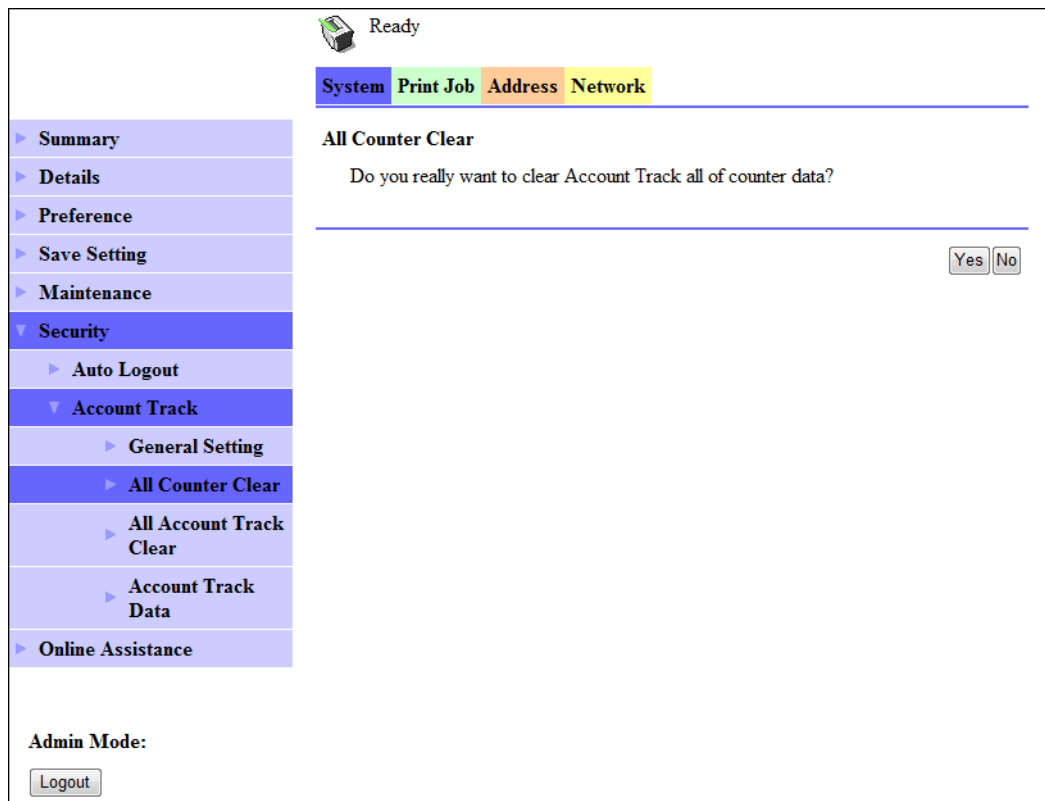 Ready
System Print Job Address Network
Summary
Details
Preference
Save Setting
Maintenance
Security
Auto Logout
Account Track
General Setting
All Counter Clear
All Account Track
Clear
Account Track
Data
Online Assistance
Admin Mode:
Logout
All Counter Clear
Do you really want to clear Account Track all of counter data?
Yes No